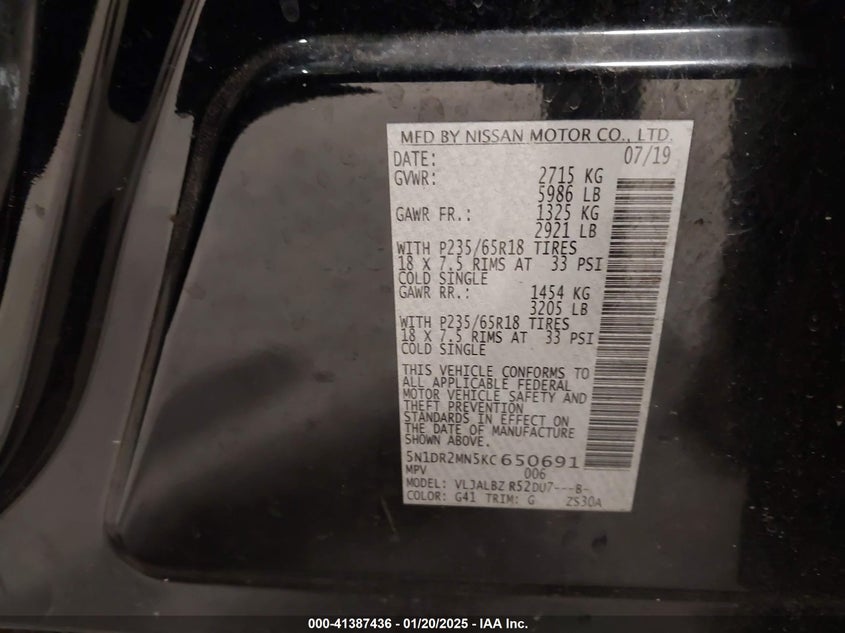 MFD BY NISSAN MOTOR CO., LTD.
DATE: 07/19
GVWR: 2715 KG
5986 LB
GAWR FR.: 1325 KG
2921 LB
WITH P235/65R18 TIRES
18 X 7.5 RIMS AT 33 PSI
COLD SINGLE
GAWR RR.: 1454 KG
3205 LB
WITH P235/65R18 TIRES
18 X 7.5 RIMS AT 33 PSI
COLD SINGLE
THIS VEHICLE CONFORMS TO
ALL APPLICABLE FEDERAL
MOTOR VEHICLE SAFETY AND
THEFT PREVENTION
STANDARDS IN EFFECT ON
THE DATE OF MANUFACTURE
SHOWN ABOVE.
5N1DR2MN5KC650691
MPV 006
MODEL: VLJALBZ R52DU7---B-
COLOR: G41 TRIM: G ZS30A
000-41387436 - 01/20/2025 - IAA Inc.